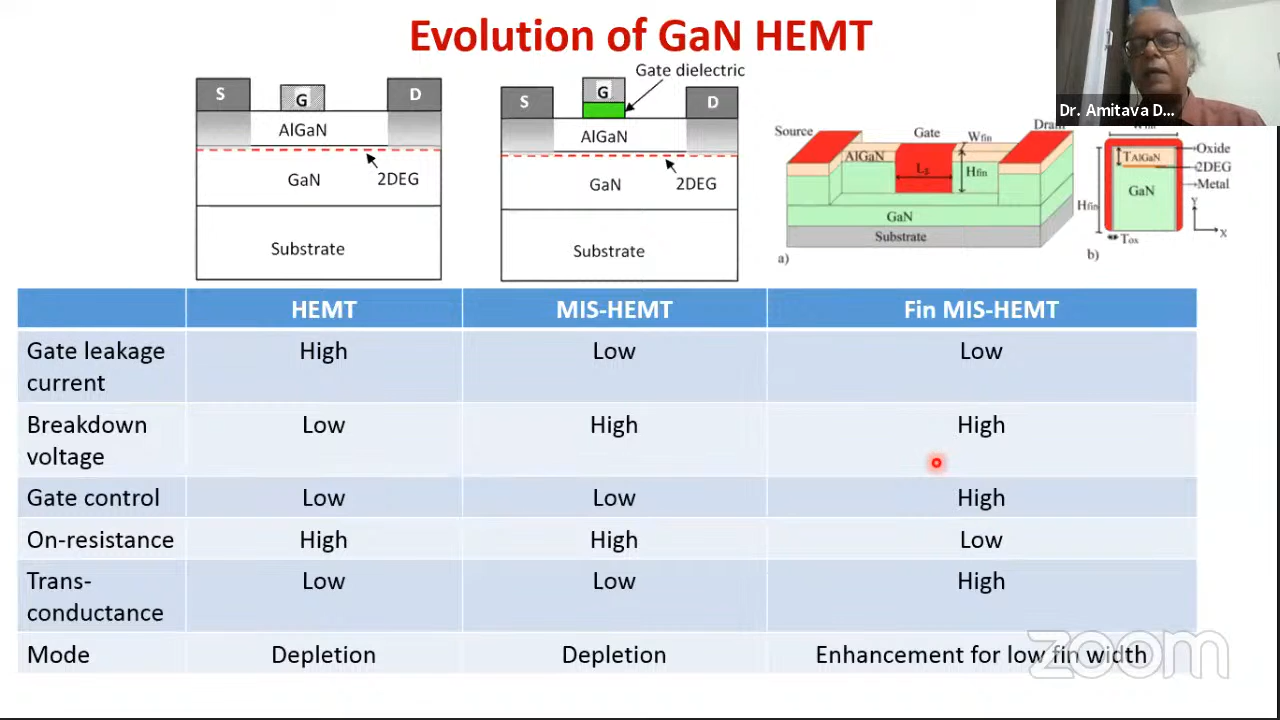 Evolution of GaN HEMT
Dr. Amitava D...
S
G
D
AlGaN
GaN
2DEG
Substrate
Gate dielectric
S
G
D
AlGaN
GaN
2DEG
Substrate
Source
Gate
Wfin
Drain
AlGaN
Lg
Hfin
GaN
Substrate
a)
Wfin
Oxide
TAlGaN
2DEG
GaN
Metal
Hfin
Y
X
Tox
b)
HEMT MIS-HEMT Fin MIS-HEMT
Gate leakage current High Low Low
Breakdown voltage Low High High
Gate control Low Low High
On-resistance High High Low
Trans-conductance Low Low High
Mode Depletion Depletion Enhancement for low fin width
zoom